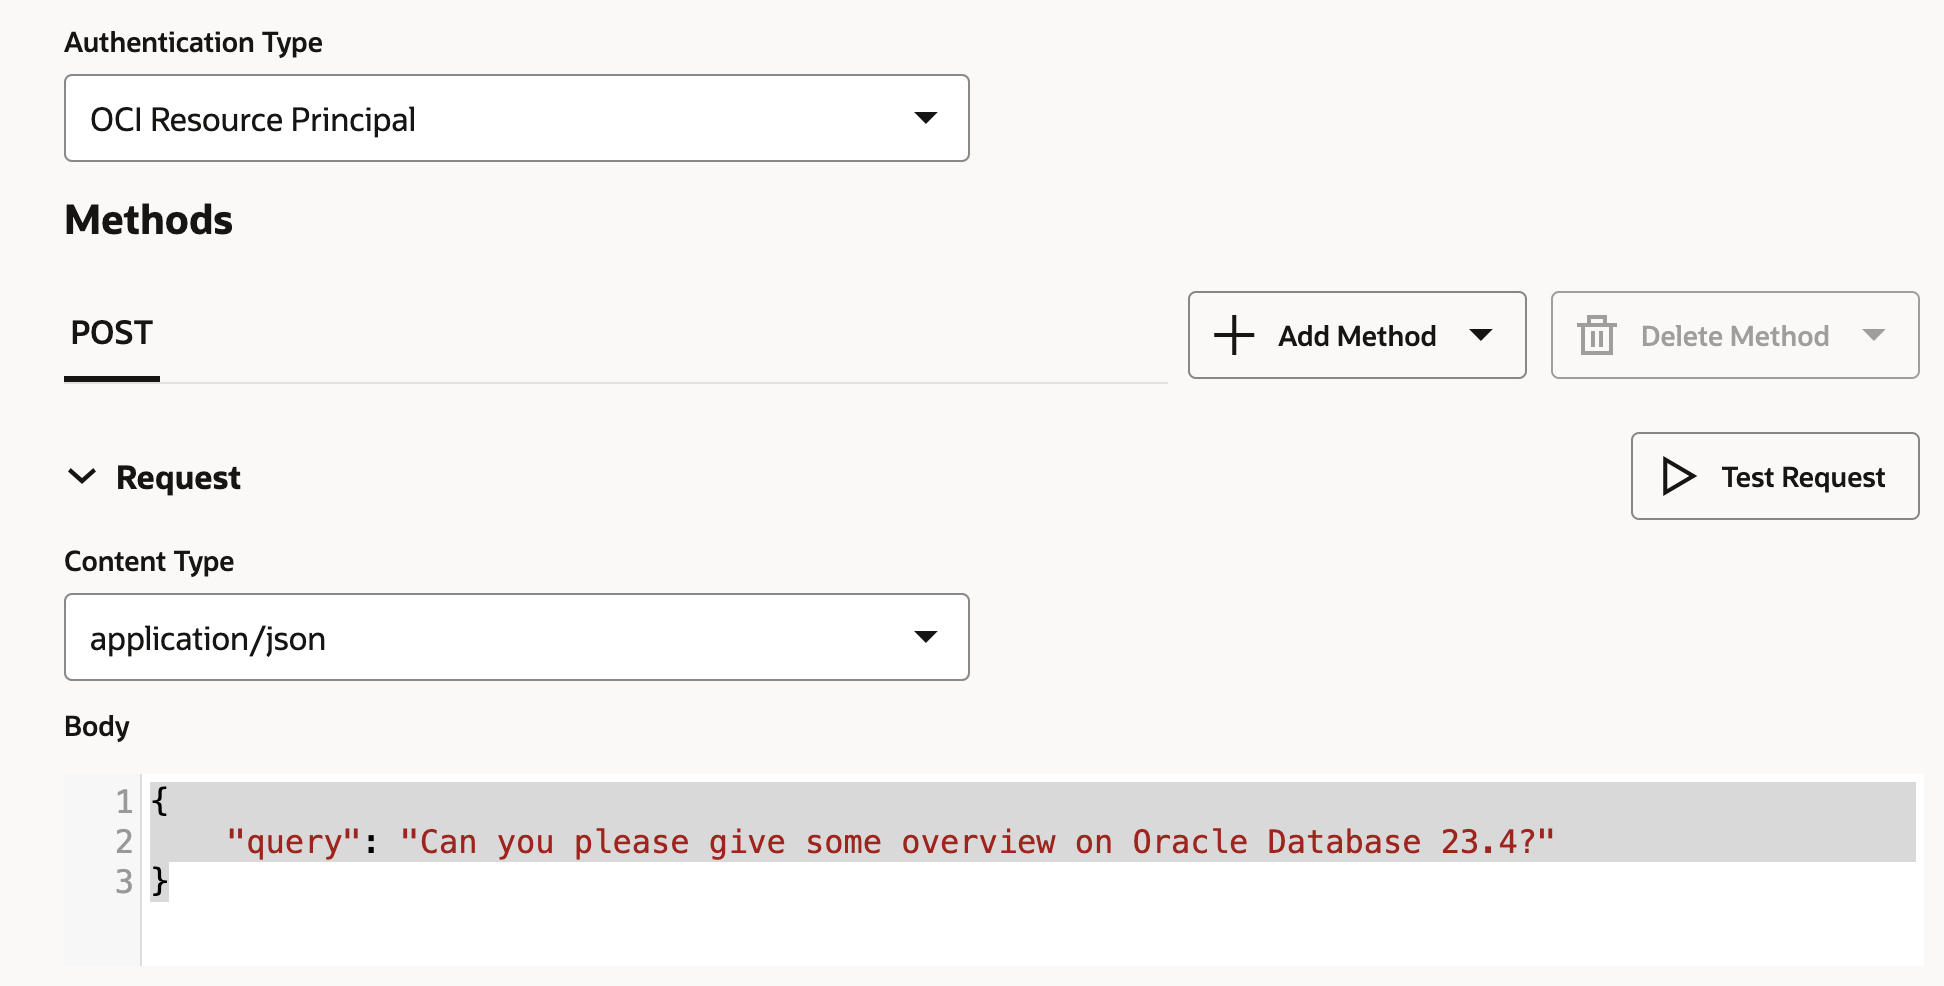 Authentication Type
OCI Resource Principal
Methods
POST
Add Method
Delete Method
Request
Test Request
Content Type
application/json
Body
1 {
2     "query": "Can you please give some overview on Oracle Database 23.4?"
3 }